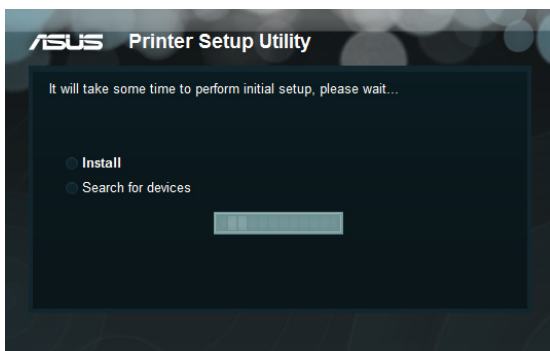 ASUS Printer Setup Utility
It will take some time to perform initial setup, please wait...
Install
Search for devices